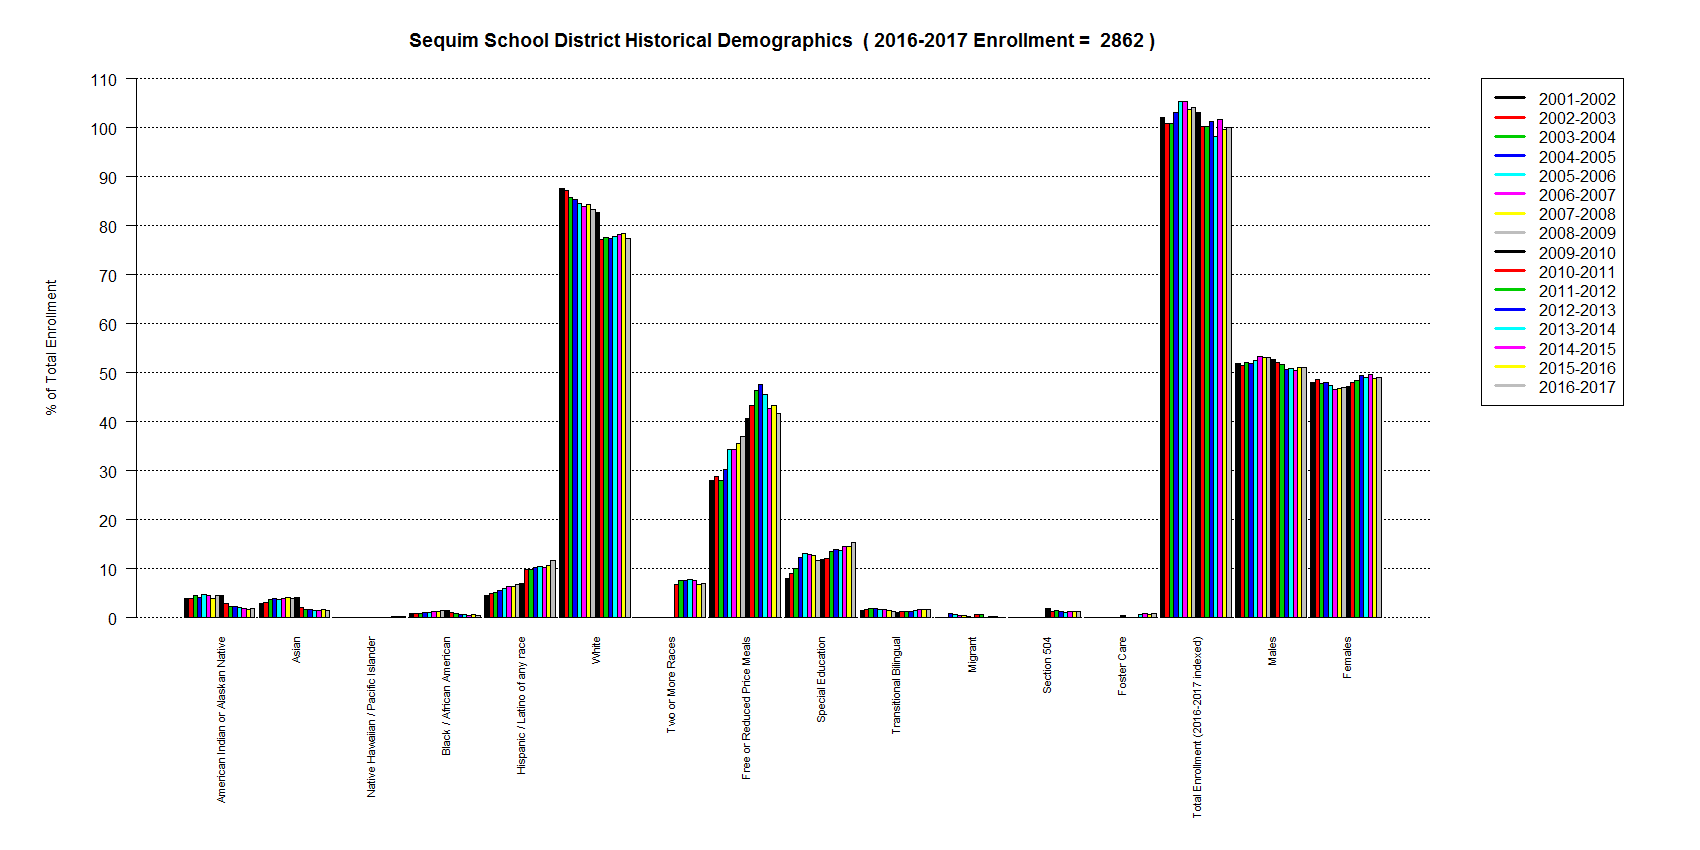 Sequim School District Historical Demographics ( 2016-2017 Enrollment = 2862 )
% of Total Enrollment
110
100
90
80
70
60
50
40
30
20
10
0
American Indian or Alaskan Native
Asian
Native Hawaiian / Pacific Islander
Black / African American
Hispanic / Latino of any race
White
Two or More Races
Free or Reduced Price Meals
Special Education
Transitional Bilingual
Migrant
Section 504
Foster Care
Total Enrollment (2016-2017 indexed)
Males
Females
2001-2002
2002-2003
2003-2004
2004-2005
2005-2006
2006-2007
2007-2008
2008-2009
2009-2010
2010-2011
2011-2012
2012-2013
2013-2014
2014-2015
2015-2016
2016-2017